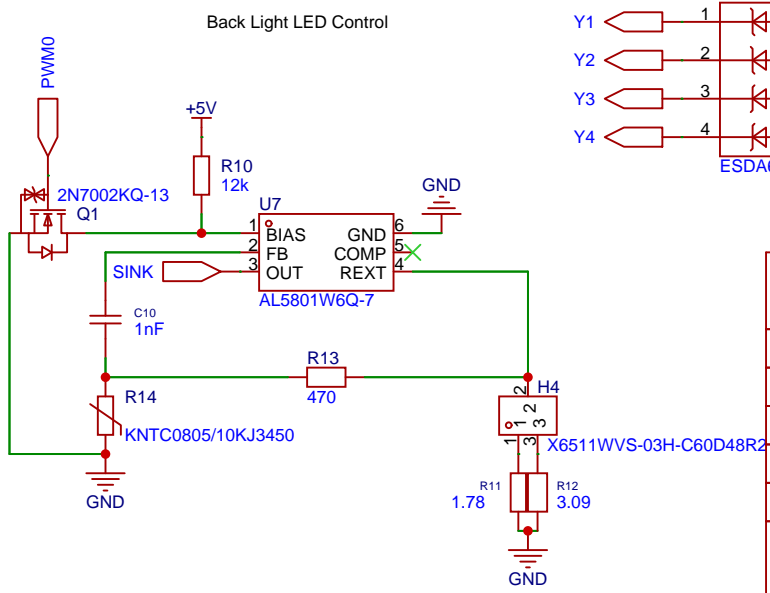 Back Light LED Control
PWM0
Y1
1
Y2
2
Y3
3
Y4
4
+5V
R10
12k
2N7002KQ-13
Q1
U7
GND
1
BIAS
GND
6
2
FB
COMP
5
3
OUT
REXT
4
SINK
AL5801W6Q-7
C10
1nF
R13
470
R14
KNTC0805/10KJ3450
GND
H4
2
1
2
3
1
3
X6511WVS-03H-C60D48R2
R11
1.78
R12
3.09
GND